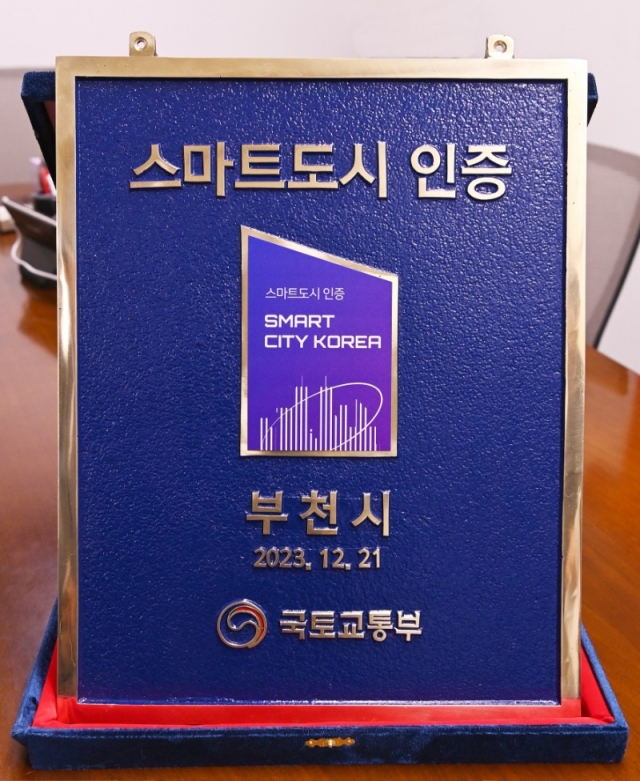 스마트도시 인증
스마트도시 인증
SMART
CITY KOREA
부천시
2023. 12. 21
국토교통부